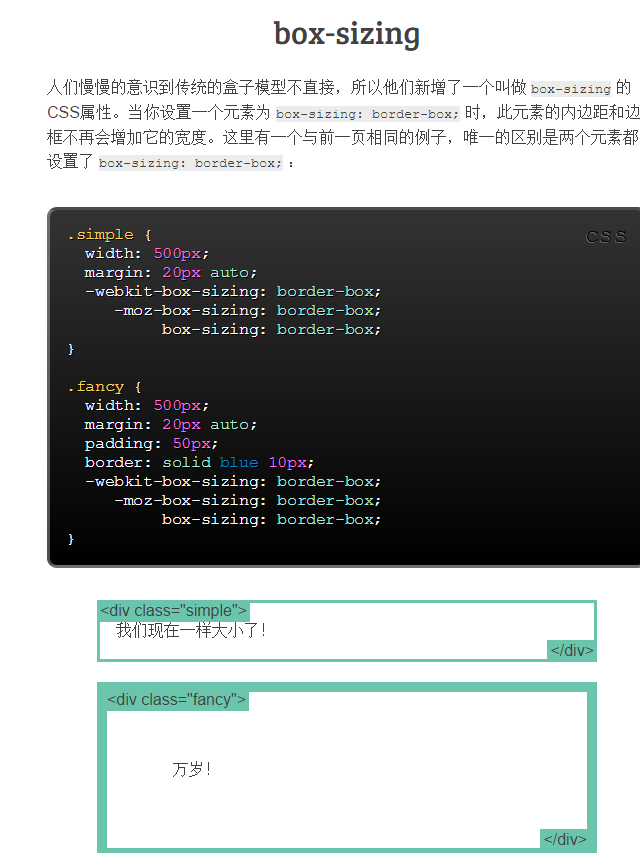 box-sizing
人们慢慢的意识到传统的盒子模型不直接，所以他们新增了一个叫做 box-sizing 的
CSS属性。当你设置一个元素为 box-sizing: border-box; 时，此元素的内边距和边
框不再会增加它的宽度。这里有一个与前一页相同的例子，唯一的区别是两个元素都
设置了 box-sizing: border-box; ：
CSS
.simple {
  width: 500px;
  margin: 20px auto;
  -webkit-box-sizing: border-box;
     -moz-box-sizing: border-box;
          box-sizing: border-box;
}
.fancy {
  width: 500px;
  margin: 20px auto;
  padding: 50px;
  border: solid blue 10px;
  -webkit-box-sizing: border-box;
     -moz-box-sizing: border-box;
          box-sizing: border-box;
}
<div class="simple">
我们现在一样大小了！
</div>
<div class="fancy">
万岁！
</div>